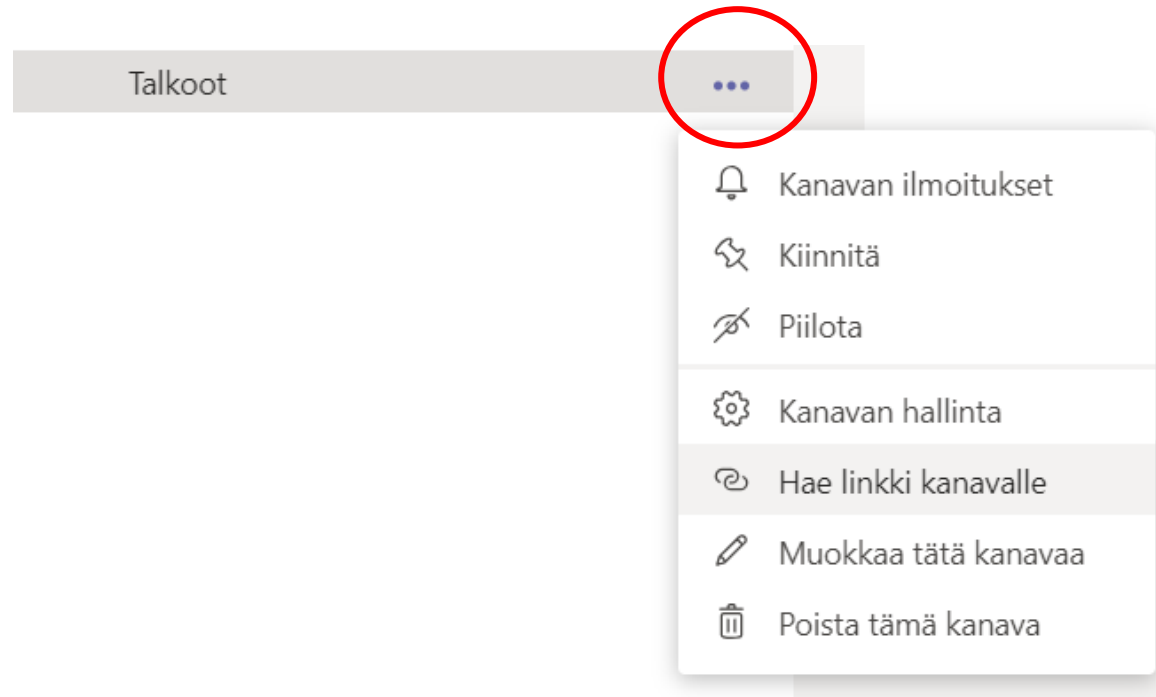 Talkoot
Kanavan ilmoitukset
Kiinnitä
Piilota
Kanavan hallinta
Hae linkki kanavalle
Muokkaa tätä kanavaa
Poista tämä kanava